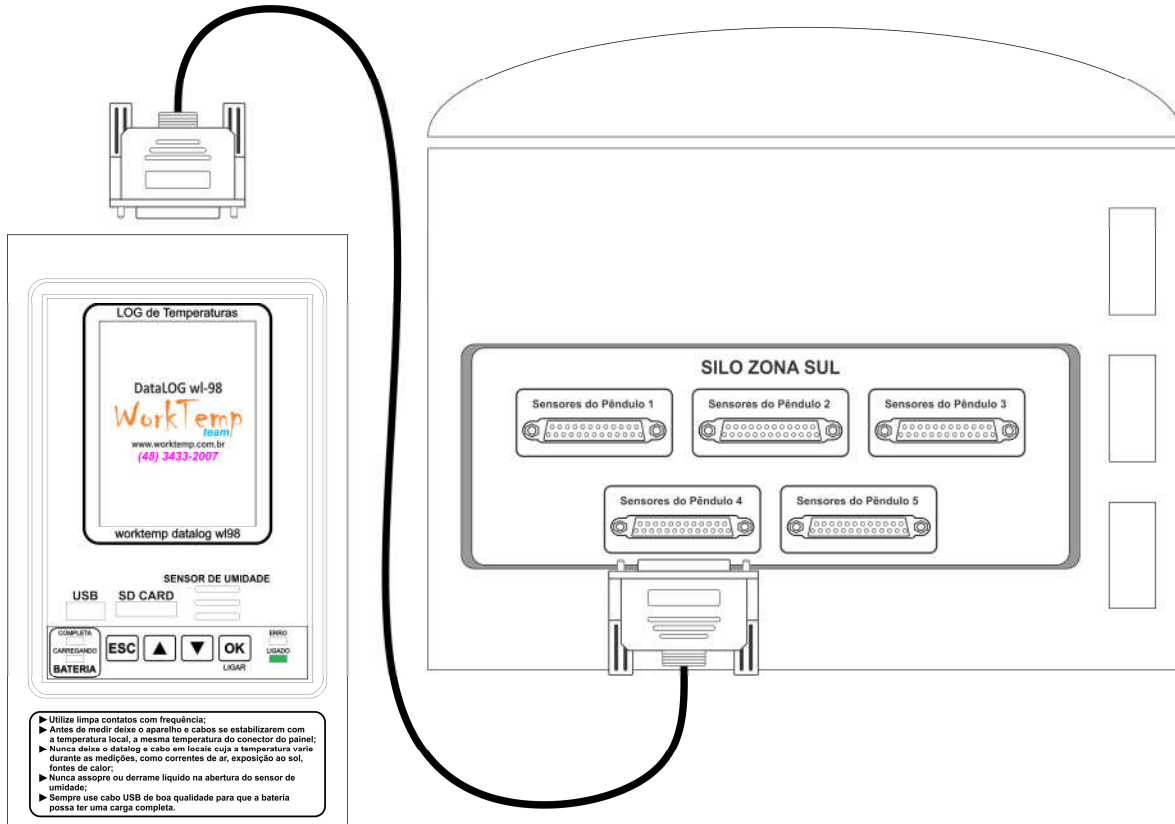 LOG de Temperaturas
DataLOG wl-98
WorkTemp
team
www.worktemp.com.br
(48) 3433-2007
worktemp datalog wl98
SENSOR DE UMIDADE
USB SD CARD
COMPLETA
CARREGANDO
BATERIA
ESC ▲ ▼ OK
LIGAR
ERRO
LIGADO
▶ Utilize limpa contatos com frequência;
▶ Antes de medir deixe o aparelho e cabos se estabilizarem com
a temperatura local, a mesma temperatura do conector do painel;
▶ Nunca deixe o datalog e cabo em locais cuja a temperatura varie
durante as medições, como correntes de ar, exposição ao sol,
fontes de calor;
▶ Nunca assopre ou derrame liquido na abertura do sensor de
umidade;
▶ Sempre use cabo USB de boa qualidade para que a bateria
possa ter uma carga completa.
SILO ZONA SUL
Sensores do Pêndulo 1
Sensores do Pêndulo 2
Sensores do Pêndulo 3
Sensores do Pêndulo 4
Sensores do Pêndulo 5